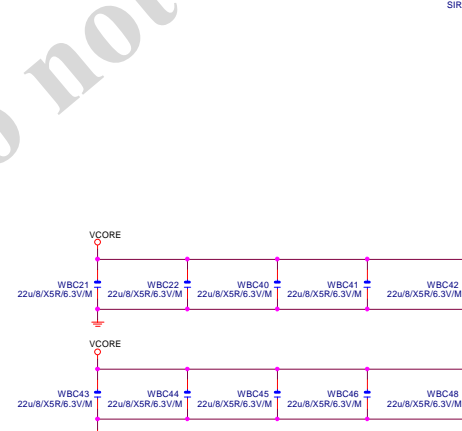 SIR
o not
VCORE
WBC21 WBC22 WBC40 WBC41 WBC42
22u/8/X5R/6.3V/M 22u/8/X5R/6.3V/M 22u/8/X5R/6.3V/M 22u/8/X5R/6.3V/M 22u/8/X5R/6.3V/M
VCORE
WBC43 WBC44 WBC45 WBC46 WBC48
22u/8/X5R/6.3V/M 22u/8/X5R/6.3V/M 22u/8/X5R/6.3V/M 22u/8/X5R/6.3V/M 22u/8/X5R/6.3V/M